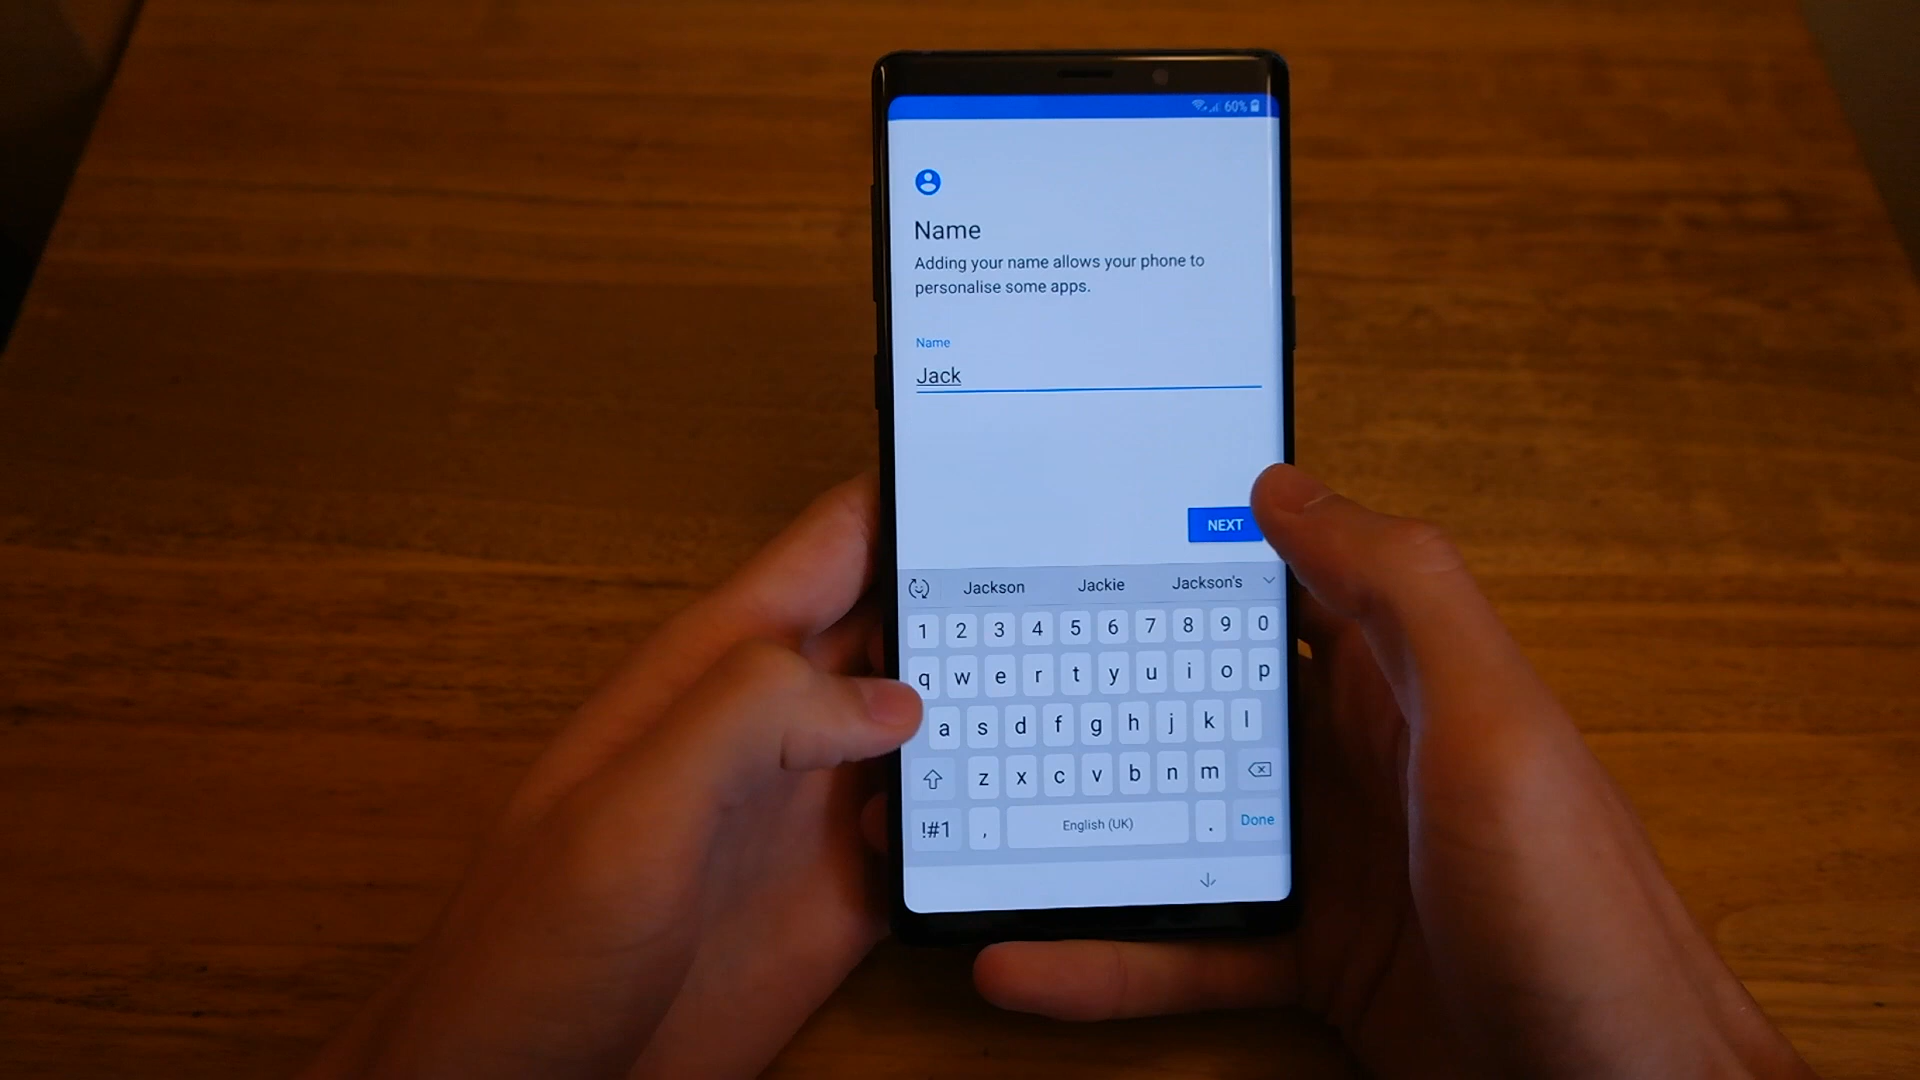 60%
Name
Adding your name allows your phone to
personalise some apps.
Name
Jack
NEXT
Jackson Jackie Jackson's
1 2 3 4 5 6 7 8 9 0
q w e r t y u i o p
a s d f g h j k l
z x c v b n m
!#1 , English (UK) . Done